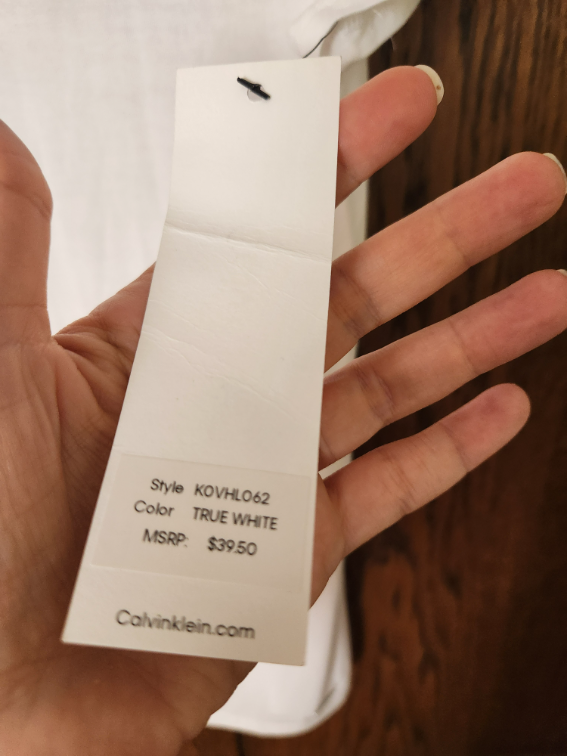 Style K0VHL062
Color TRUE WHITE
MSRP: $39.50
Calvinklein.com